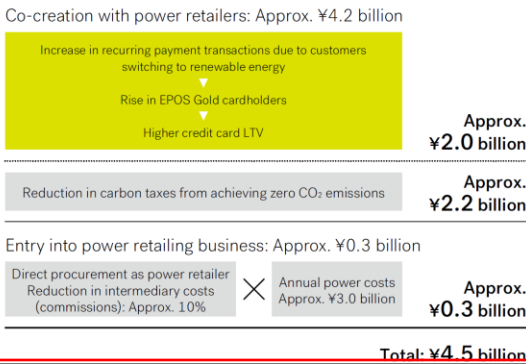 Co-creation with power retailers: Approx. ¥4.2 billion
Increase in recurring payment transactions due to customers
switching to renewable energy
Rise in EPOS Gold cardholders
Higher credit card LTV
Approx.
¥2.0 billion
Reduction in carbon taxes from achieving zero CO₂ emissions
Approx.
¥2.2 billion
Entry into power retailing business: Approx. ¥0.3 billion
Direct procurement as power retailer
Reduction in intermediary costs
(commissions): Approx. 10%
×
Annual power costs
Approx. ¥3.0 billion
Approx.
¥0.3 billion
Total: ¥4.5 billion